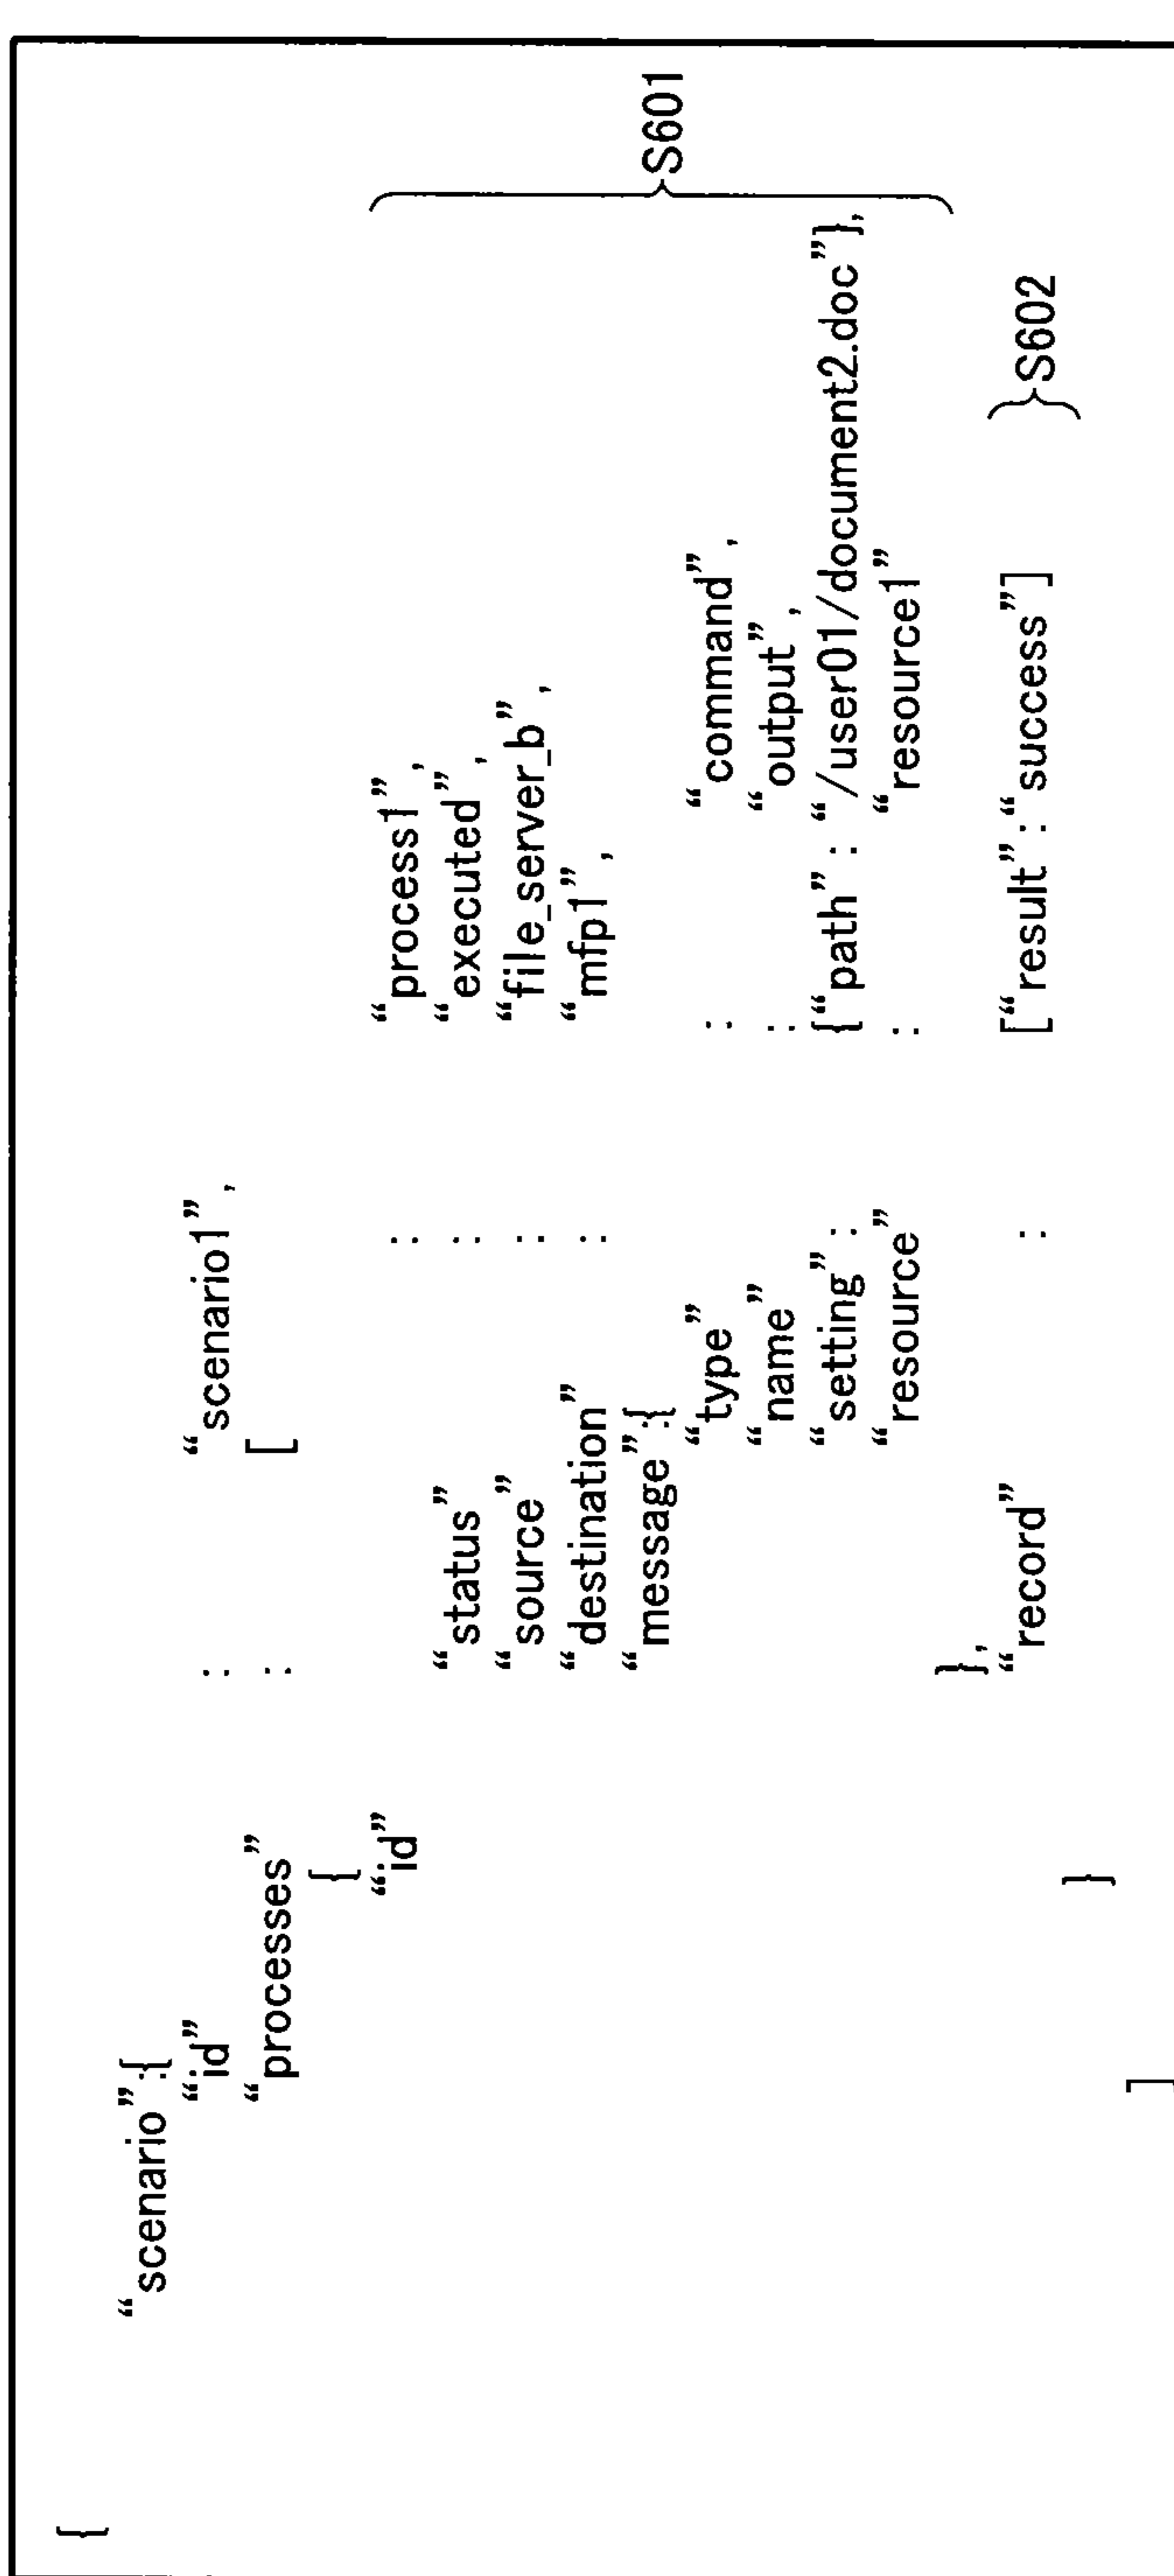 {
“scenario”:{
“id” : “scenario1”,
“processes” : [
{
“id” : “process1”,
“status” : “executed”,
“source” : “file_server_b”,
“destination” : “mfp1”,
“message”:{
“type” : “command”,
“name” : “output”,
“setting” : {“path” : “/user01/document2.doc”},
“resource” : “resource1”
},
S601
“record” : [“result”:“success”]
S602
}
]